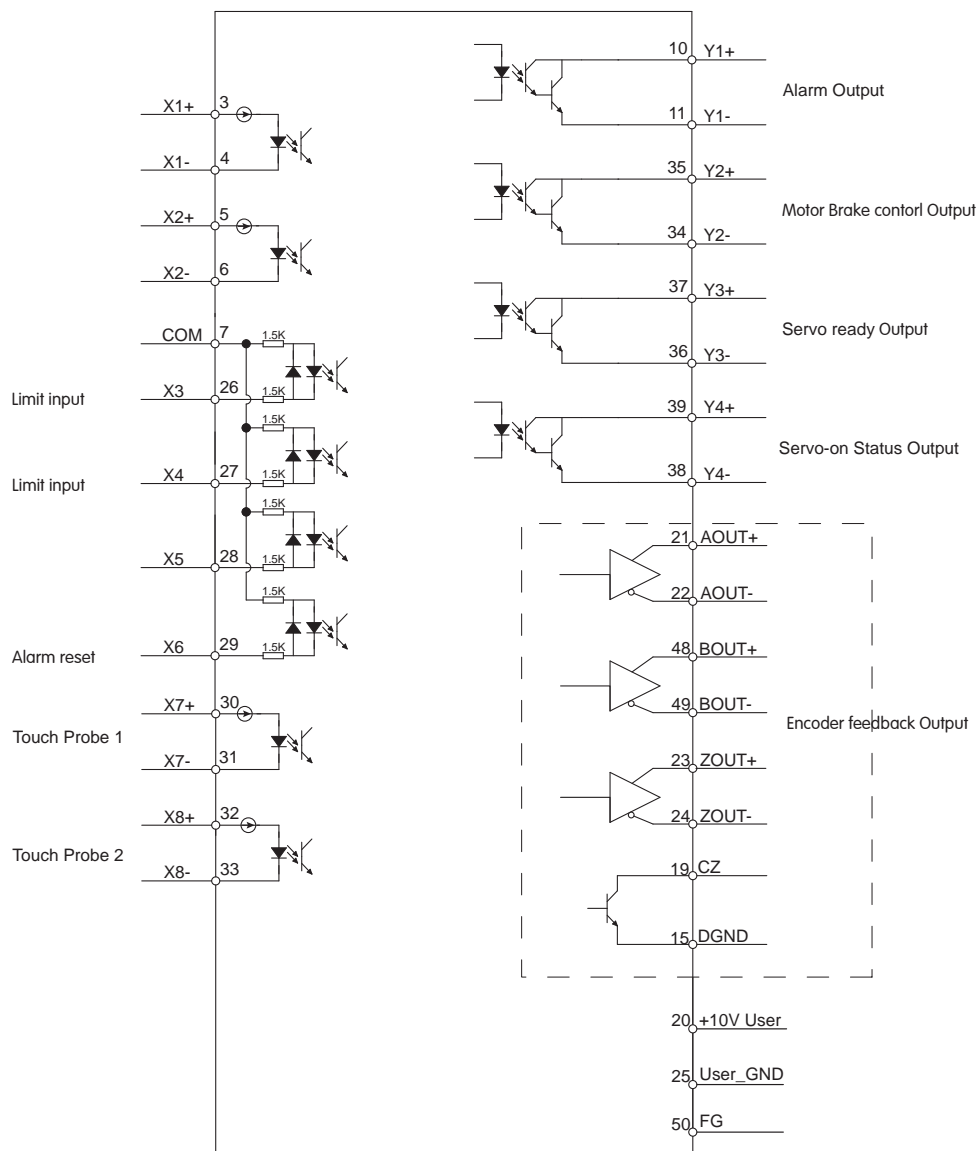 X1+ 3
X1- 4
X2+ 5
X2- 6
COM 7 1.5K
Limit input X3 26 1.5K
1.5K
Limit input X4 27 1.5K
1.5K
X5 28 1.5K
1.5K
Alarm reset X6 29 1.5K
X7+ 30
Touch Probe 1
X7- 31
X8+ 32
Touch Probe 2
X8- 33
10 Y1+
Alarm Output
11 Y1-
35 Y2+
Motor Brake contorl Output
34 Y2-
37 Y3+
Servo ready Output
36 Y3-
39 Y4+
Servo-on Status Output
38 Y4-
21 AOUT+
22 AOUT-
48 BOUT+
49 BOUT-
Encoder feedback Output
23 ZOUT+
24 ZOUT-
19 CZ
15 DGND
20 +10V User
25 User_GND
50 FG